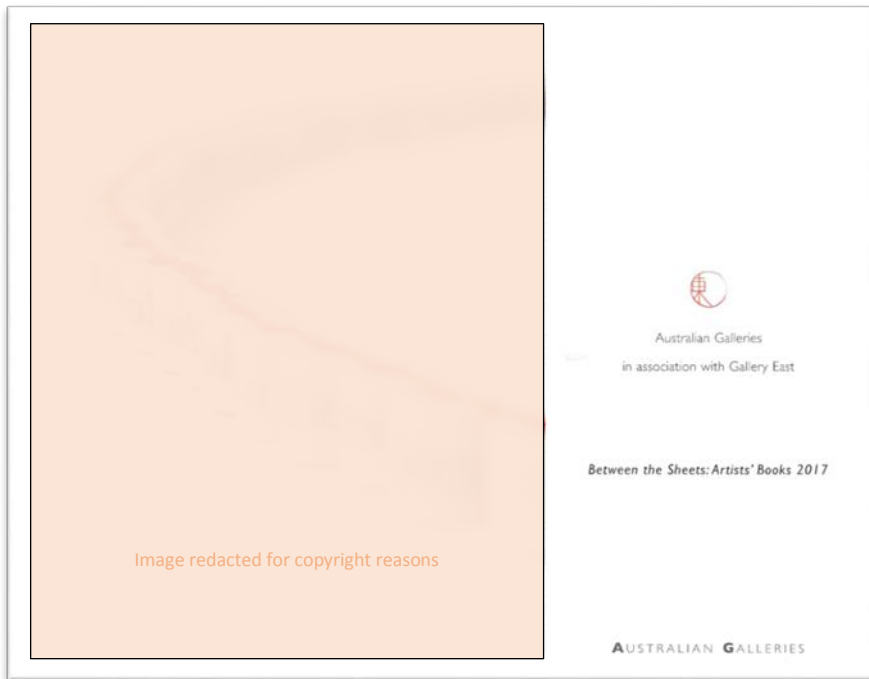 Image redacted for copyright reasons
東
Australian Galleries
in association with Gallery East
Between the Sheets: Artists' Books 2017
AUSTRALIAN GALLERIES